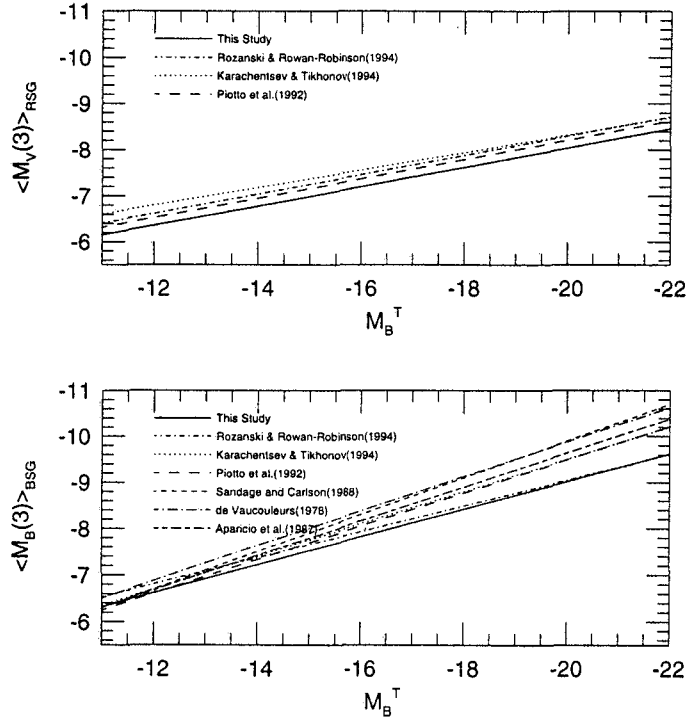 -11
-10
-9
-8
-7
-6
<M_V(3)>_RSG
This Study
Rozanski & Rowan-Robinson(1994)
Karachentsev & Tikhonov(1994)
Piotto et al.(1992)
-12 -14 -16 -18 -20 -22
M_B^T
-11
-10
-9
-8
-7
-6
<M_B(3)>_BSG
This Study
Rozanski & Rowan-Robinson(1994)
Karachentsev & Tikhonov(1994)
Piotto et al.(1992)
Sandage and Carlson(1988)
de Vaucouleurs(1978)
Aparicio et al.(1987)
-12 -14 -16 -18 -20 -22
M_B^T